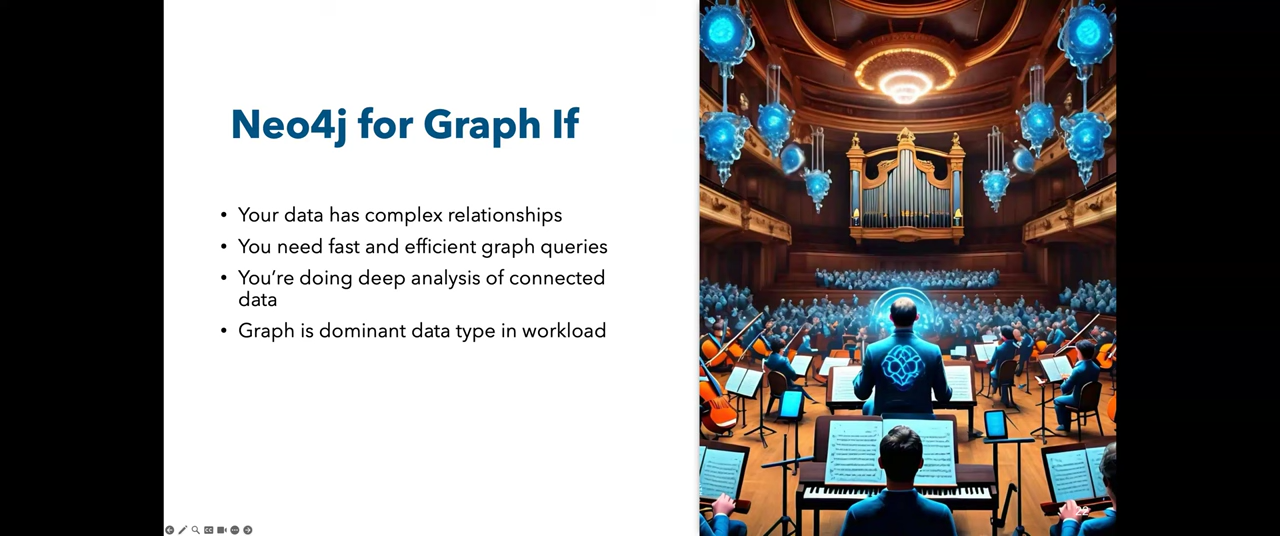 Neo4j for Graph If
• Your data has complex relationships
• You need fast and efficient graph queries
• You’re doing deep analysis of connected
data
• Graph is dominant data type in workload
22